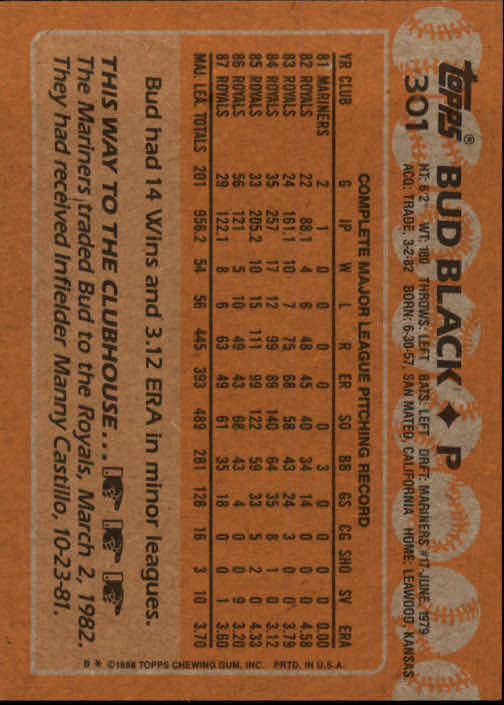 topps® BUD BLACK ✦ P
301 HT: 6'2" WT: 180 THROWS: LEFT BATS: LEFT DRFT: MARINERS #17-JUNE, 1979
ACQ: TRADE, 3-2-82 BORN: 6-30-57, SAN MATEO, CALIFORNIA HOME: LEAWOOD, KANSAS
COMPLETE MAJOR LEAGUE PITCHING RECORD
YR CLUB G IP W L R ER SO BB GS CG SHO SV ERA
81 MARINERS 2 1 0 0 0 0 0 3 0 0 0 0 0.00
82 ROYALS 22 88.1 4 6 48 45 40 34 14 0 0 0 4.58
83 ROYALS 24 161.1 10 7 75 68 58 43 24 3 0 0 3.79
84 ROYALS 35 257 17 12 99 89 140 64 35 8 1 0 3.12
85 ROYALS 33 205.2 10 15 111 99 122 59 33 5 2 0 4.33
86 ROYALS 56 121 5 10 49 43 68 43 4 0 0 9 3.20
87 ROYALS 29 122.1 8 6 63 49 61 35 18 0 0 1 3.60
MAJ. LEA. TOTALS 201 956.2 54 56 445 393 489 281 128 16 3 10 3.70
Bud had 14 Wins and 3.12 ERA in minor leagues.
THIS WAY TO THE CLUBHOUSE...
The Mariners traded Bud to the Royals, March 2, 1982.
They had received Infielder Manny Castillo, 10-23-81.
B * ©1988 TOPPS CHEWING GUM, INC. PRTD. IN U.S.A.